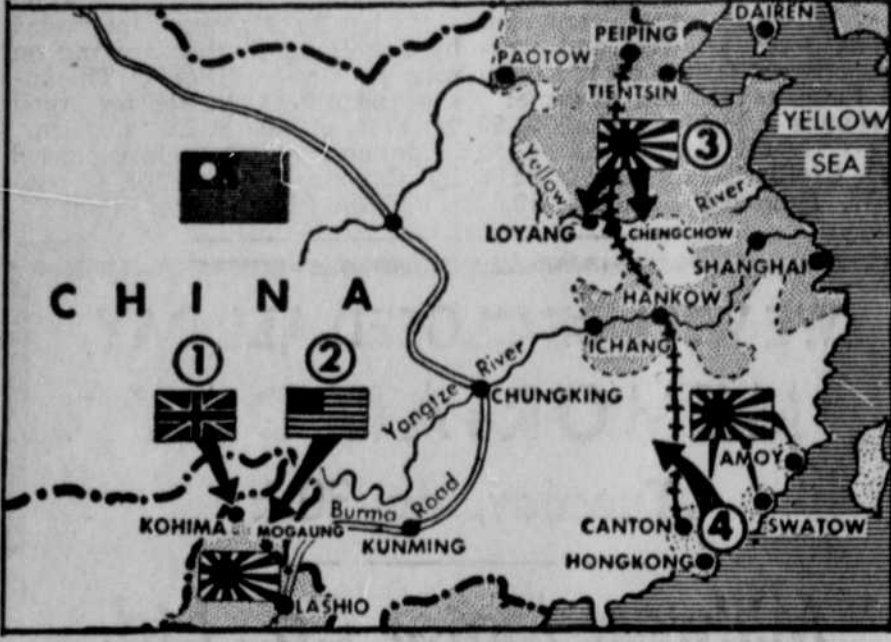 DAIREN
PEIPING
PAOTOW
TIENTSIN
YELLOW
SEA
3
Yellow
River
LOYANG
CHENGCHOW
SHANGHAI
CHINA
HANKOW
ICHANG
1
2
Yangtze River
CHUNGKING
AMOY
Burma Road
KOHIMA
MOGAUNG
KUNMING
CANTON
4
SWATOW
HONGKONG
LASHIO